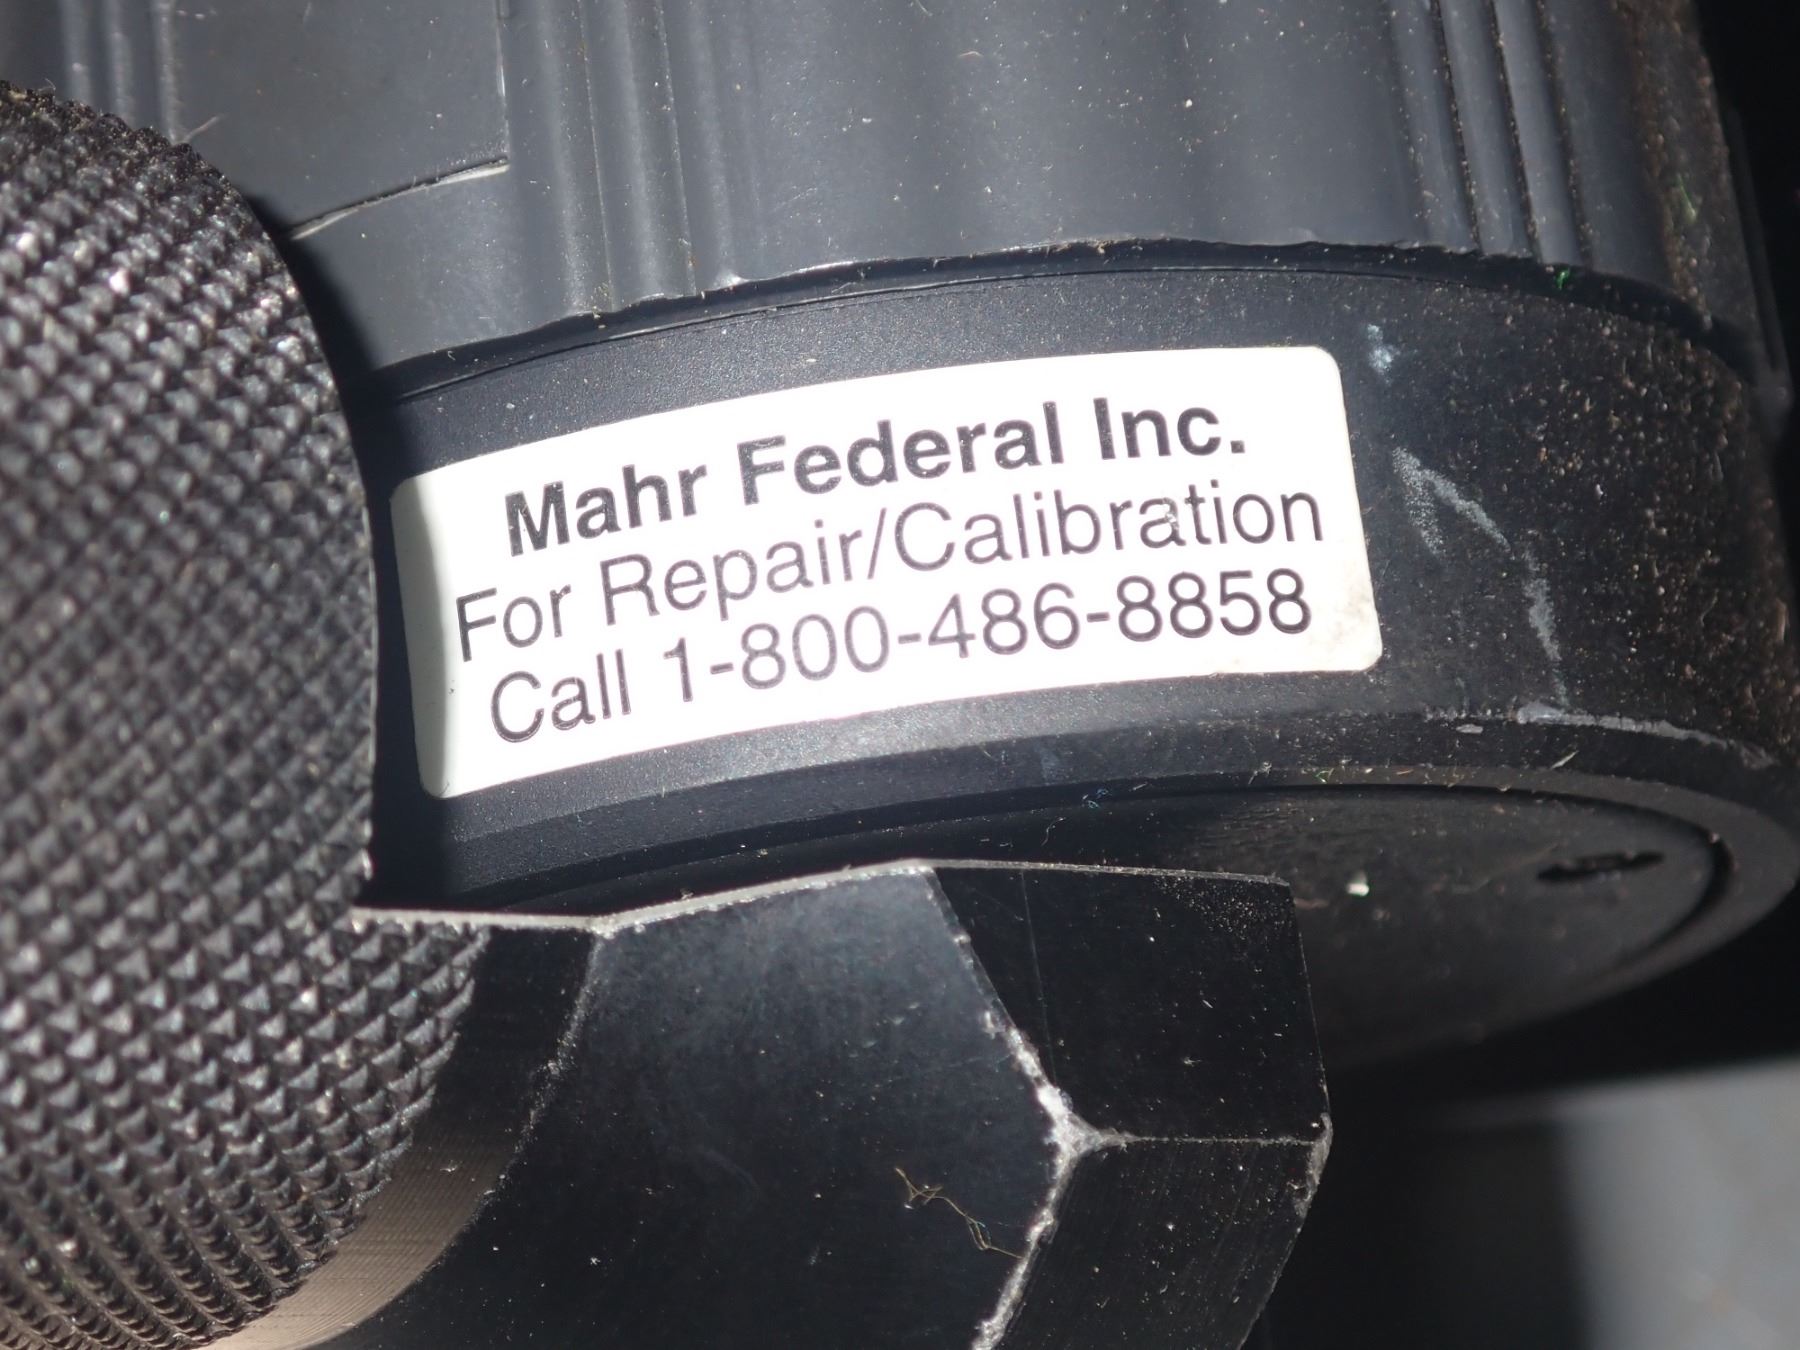 Mahr Federal Inc.
For Repair/Calibration
Call 1-800-486-8858